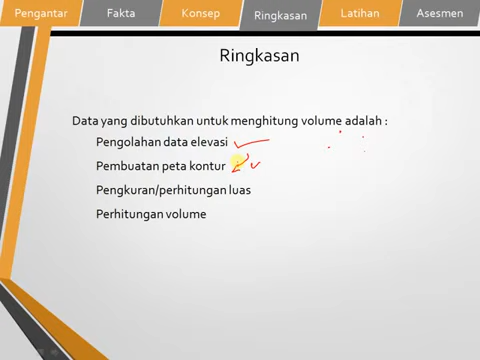 Pengantar
Fakta
Konsep
Ringkasan
Latihan
Asesmen
Ringkasan
Data yang dibutuhkan untuk menghitung volume adalah :
Pengolahan data elevasi
Pembuatan peta kontur
Pengkuran/perhitungan luas
Perhitungan volume